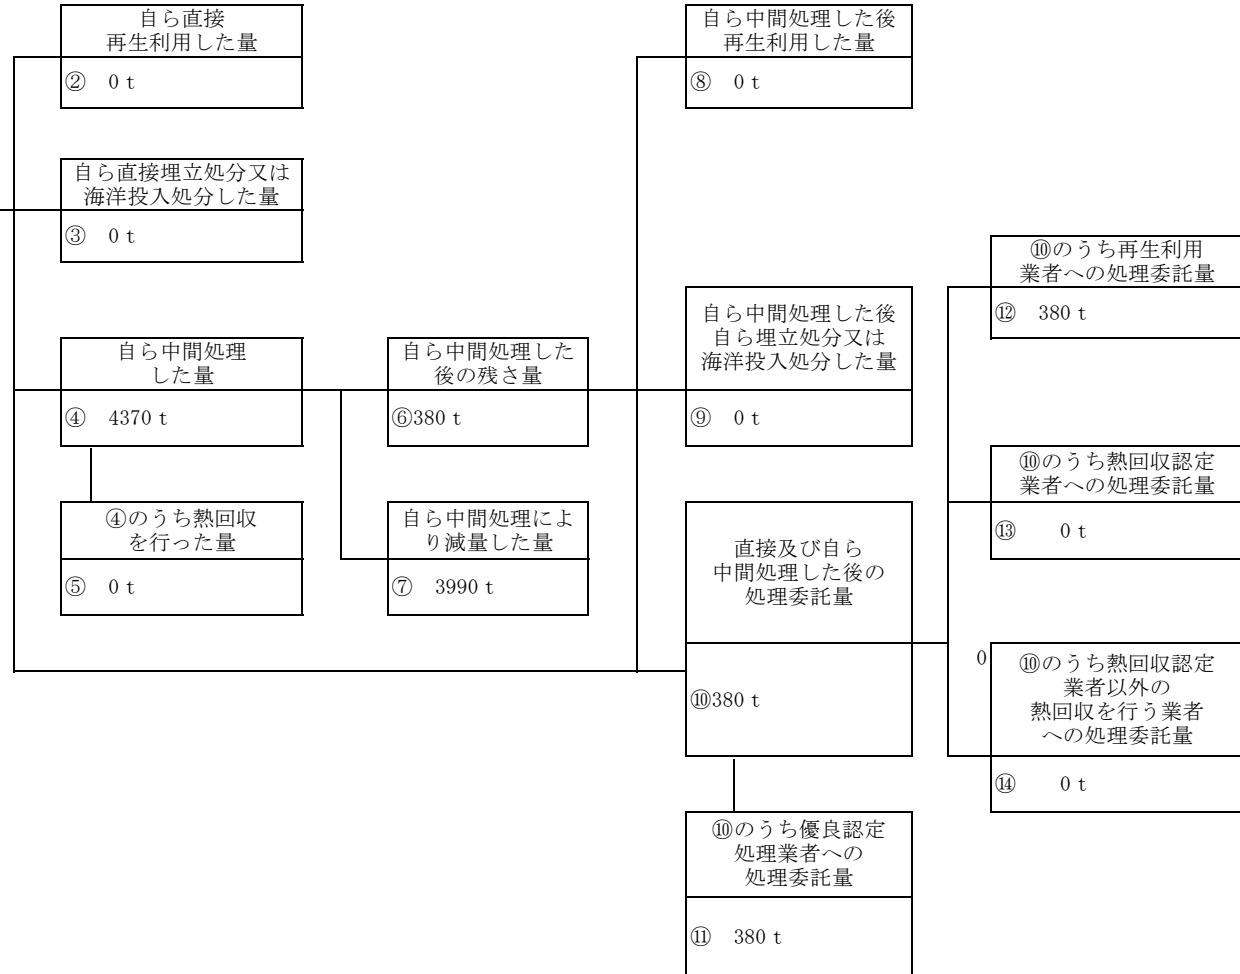 自ら直接
再生利用した量
② 0 t
自ら直接埋立処分又は
海洋投入処分した量
③ 0 t
自ら中間処理
した量
④ 4370 t
④のうち熱回収
を行った量
⑤ 0 t
自ら中間処理した
後の残さ量
⑥380 t
自ら中間処理によ
り減量した量
⑦ 3990 t
自ら中間処理した後
再生利用した量
⑧ 0 t
自ら中間処理した後
自ら埋立処分又は
海洋投入処分した量
⑨ 0 t
直接及び自ら
中間処理した後の
処理委託量
⑩380 t
⑩のうち優良認定
処理業者への
処理委託量
⑪ 380 t
⑩のうち再生利用
業者への処理委託量
⑫ 380 t
⑩のうち熱回収認定
業者への処理委託量
⑬ 0 t
0
⑩のうち熱回収認定
業者以外の
熱回収を行う業者
への処理委託量
⑭ 0 t